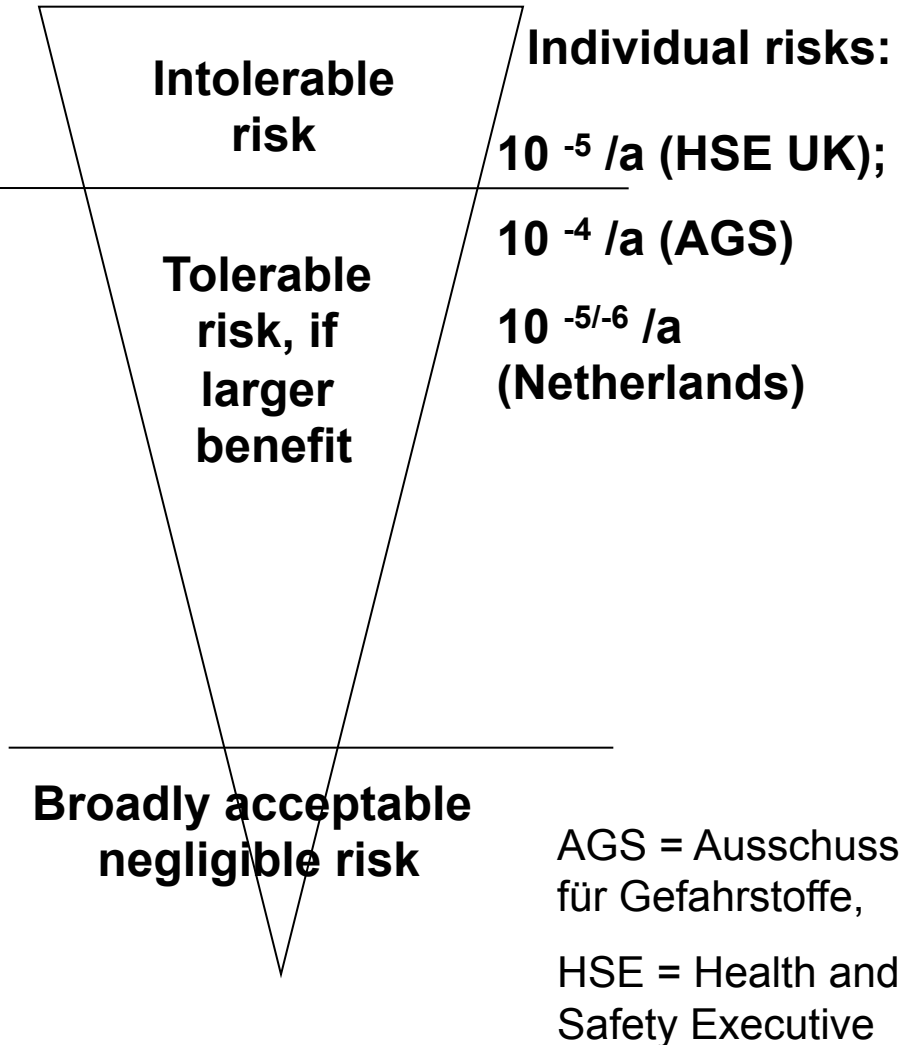 Intolerable
risk
Individual risks:
10 ⁻⁵ /a (HSE UK);
10 ⁻⁴ /a (AGS)
10 ⁻⁵ᐟ⁻⁶ /a
(Netherlands)
Tolerable
risk, if
larger
benefit
Broadly acceptable
negligible risk
AGS = Ausschuss
für Gefahrstoffe,
HSE = Health and
Safety Executive